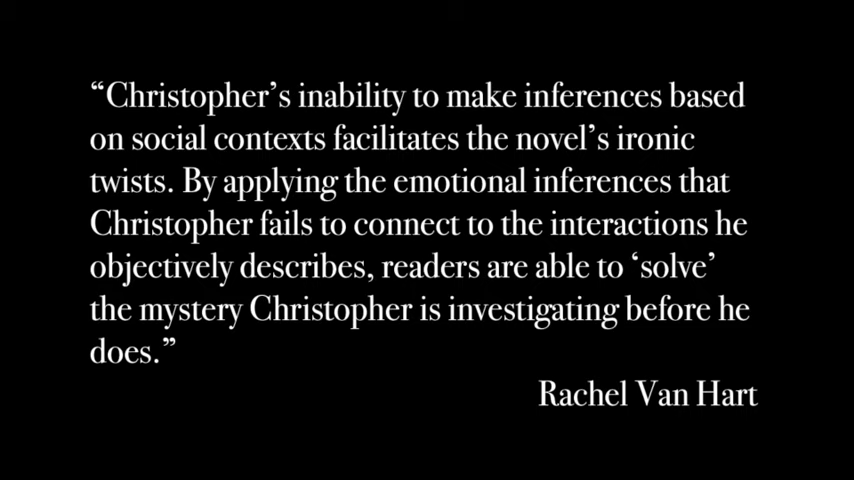 “Christopher’s inability to make inferences based
on social contexts facilitates the novel’s ironic
twists. By applying the emotional inferences that
Christopher fails to connect to the interactions he
objectively describes, readers are able to ‘solve’
the mystery Christopher is investigating before he
does.”
Rachel Van Hart